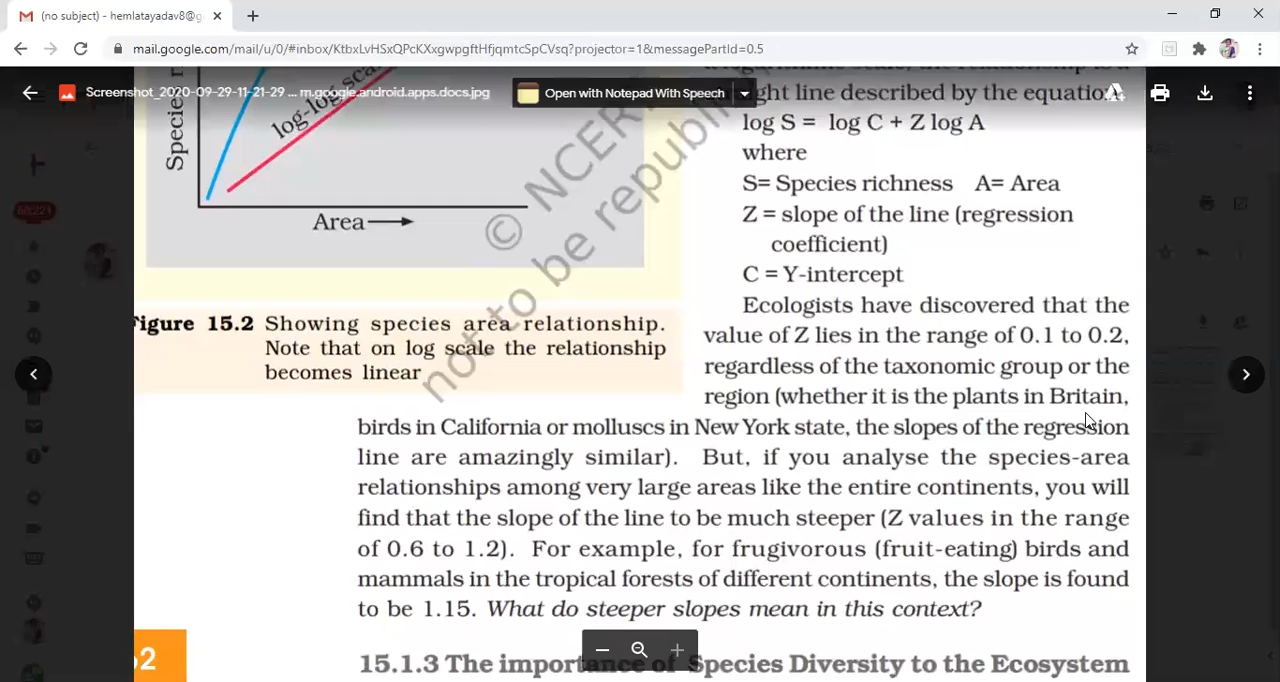 (no subject) - hemlatayadav8@g
mail.google.com/mail/u/0/#inbox/KtbxLvHSxQPcKXxgwpgftHfjqmtcSpCVsq?projector=1&messagePartId=0.5
Screenshot_2020-09-29-11-21-29 ... m.google.android.apps.docs.jpg
Open with Notepad With Speech
Species r
log-log sca
Area
© NCER
not to be republi
Figure 15.2 Showing species area relationship.
Note that on log scale the relationship
becomes linear
ght line described by the equation
log S = log C + Z log A
where
S= Species richness A= Area
Z = slope of the line (regression
coefficient)
C = Y-intercept
Ecologists have discovered that the
value of Z lies in the range of 0.1 to 0.2,
regardless of the taxonomic group or the
region (whether it is the plants in Britain,
birds in California or molluscs in New York state, the slopes of the regression
line are amazingly similar). But, if you analyse the species-area
relationships among very large areas like the entire continents, you will
find that the slope of the line to be much steeper (Z values in the range
of 0.6 to 1.2). For example, for frugivorous (fruit-eating) birds and
mammals in the tropical forests of different continents, the slope is found
to be 1.15. What do steeper slopes mean in this context?
2
15.1.3 The importance of Species Diversity to the Ecosystem